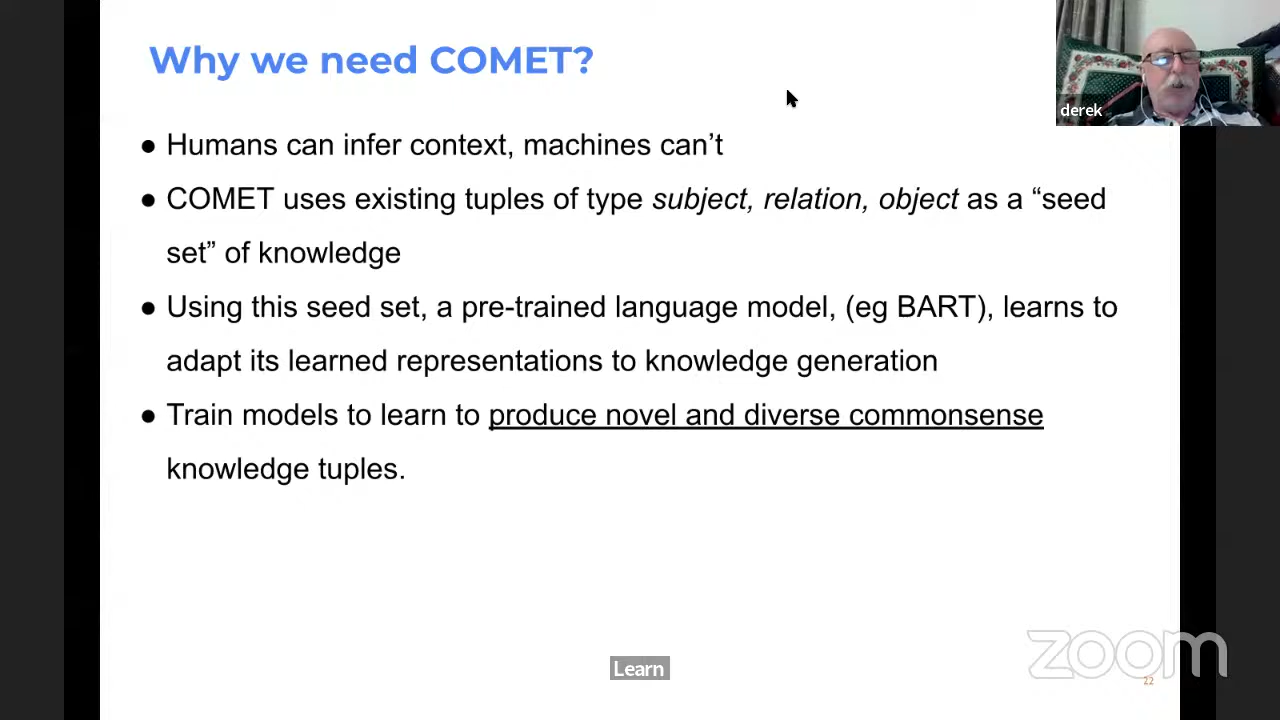 Why we need COMET?
derek
● Humans can infer context, machines can’t
● COMET uses existing tuples of type subject, relation, object as a “seed
set” of knowledge
● Using this seed set, a pre-trained language model, (eg BART), learns to
adapt its learned representations to knowledge generation
● Train models to learn to produce novel and diverse commonsense
knowledge tuples.
Learn
zoom
22